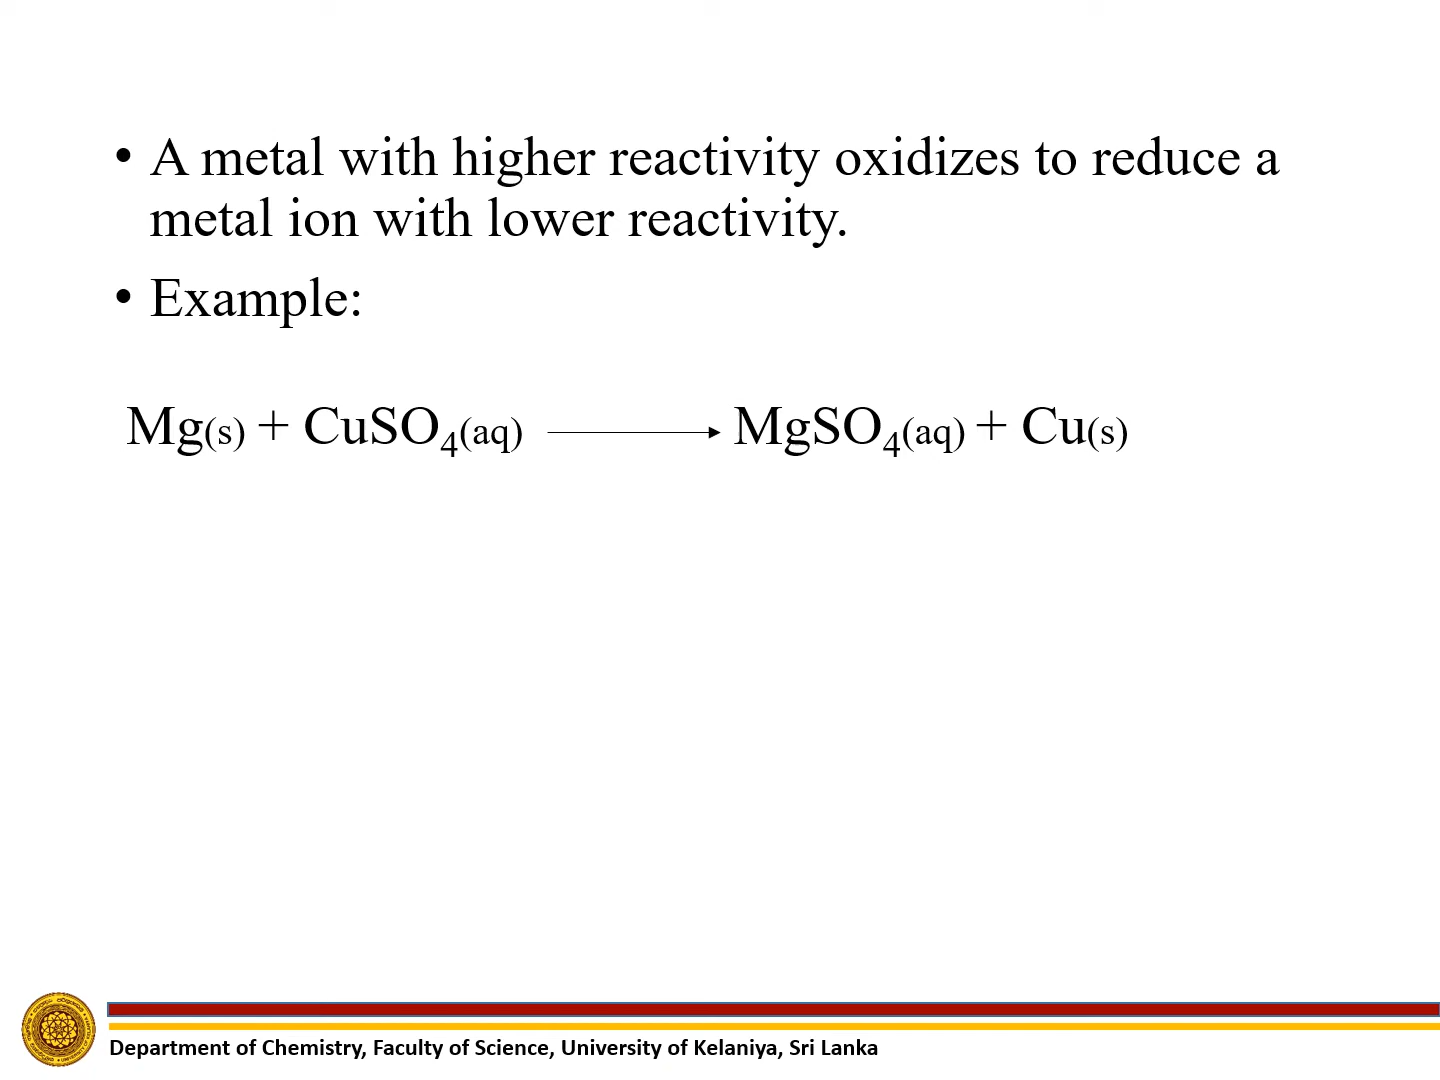 • A metal with higher reactivity oxidizes to reduce a
metal ion with lower reactivity.
• Example:
Mg(s) + CuSO₄(aq) ⟶ MgSO₄(aq) + Cu(s)
Department of Chemistry, Faculty of Science, University of Kelaniya, Sri Lanka